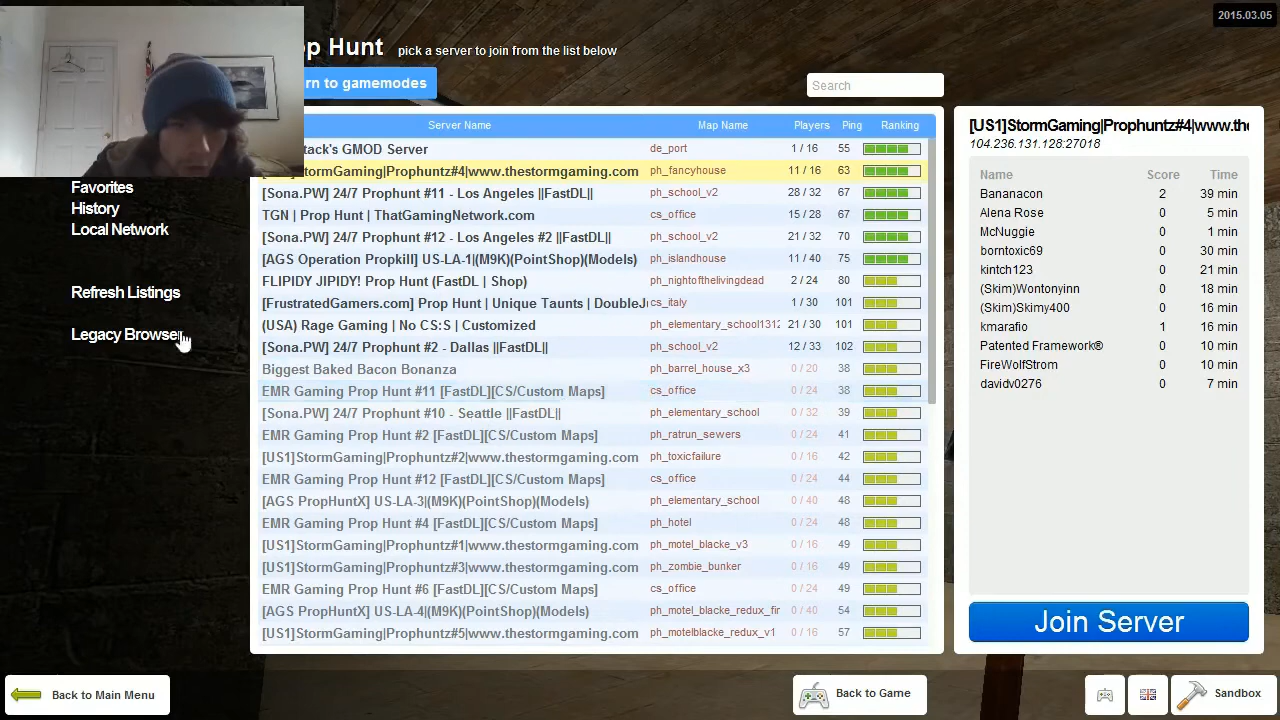 2015.03.05
op Hunt pick a server to join from the list below
rn to gamemodes
Search
Server Name Map Name Players Ping Ranking
tack's GMOD Server de_port 1 / 16 55
stormGaming|Prophuntz#4|www.thestormgaming.com ph_fancyhouse 11 / 16 63
[Sona.PW] 24/7 Prophunt #11 - Los Angeles ||FastDL|| ph_school_v2 28 / 32 67
TGN | Prop Hunt | ThatGamingNetwork.com cs_office 15 / 28 67
[Sona.PW] 24/7 Prophunt #12 - Los Angeles #2 ||FastDL|| ph_school_v2 21 / 32 70
[AGS Operation Propkill] US-LA-1|(M9K)(PointShop)(Models) ph_islandhouse 11 / 40 75
FLIPIDY JIPIDY! Prop Hunt (FastDL | Shop) ph_nightofthelivingdead 2 / 24 80
[FrustratedGamers.com] Prop Hunt | Unique Taunts | DoubleJ cs_italy 1 / 30 101
(USA) Rage Gaming | No CS:S | Customized ph_elementary_school1312 21 / 30 101
[Sona.PW] 24/7 Prophunt #2 - Dallas ||FastDL|| ph_school_v2 12 / 33 102
Biggest Baked Bacon Bonanza ph_barrel_house_x3 0 / 20 38
EMR Gaming Prop Hunt #11 [FastDL][CS/Custom Maps] cs_office 0 / 24 38
[Sona.PW] 24/7 Prophunt #10 - Seattle ||FastDL|| ph_elementary_school 0 / 32 39
EMR Gaming Prop Hunt #2 [FastDL][CS/Custom Maps] ph_ratrun_sewers 0 / 24 41
[US1]StormGaming|Prophuntz#2|www.thestormgaming.com ph_toxicfailure 0 / 16 42
EMR Gaming Prop Hunt #12 [FastDL][CS/Custom Maps] cs_office 0 / 24 44
[AGS PropHuntX] US-LA-3|(M9K)(PointShop)(Models) ph_elementary_school 0 / 40 48
EMR Gaming Prop Hunt #4 [FastDL][CS/Custom Maps] ph_hotel 0 / 24 48
[US1]StormGaming|Prophuntz#1|www.thestormgaming.com ph_motel_blacke_v3 0 / 32 49
[US1]StormGaming|Prophuntz#3|www.thestormgaming.com ph_zombie_bunker 0 / 16 49
EMR Gaming Prop Hunt #6 [FastDL][CS/Custom Maps] cs_office 0 / 24 49
[AGS PropHuntX] US-LA-4|(M9K)(PointShop)(Models) ph_motel_blacke_redux_fir 0 / 40 54
[US1]StormGaming|Prophuntz#5|www.thestormgaming.com ph_motelblacke_redux_v1 0 / 16 57
Favorites
History
Local Network
Refresh Listings
Legacy Browser
[US1]StormGaming|Prophuntz#4|www.the
104.236.131.128:27018
Name Score Time
Bananacon 2 39 min
Alena Rose 0 5 min
McNuggie 0 1 min
borntoxic69 0 30 min
kintch123 0 21 min
(Skim)Wontonyinn 0 18 min
(Skim)Skimy400 0 16 min
kmarafio 1 16 min
Patented Framework® 0 10 min
FireWolfStrom 0 10 min
davidv0276 0 7 min
Join Server
Back to Main Menu
Back to Game
Sandbox